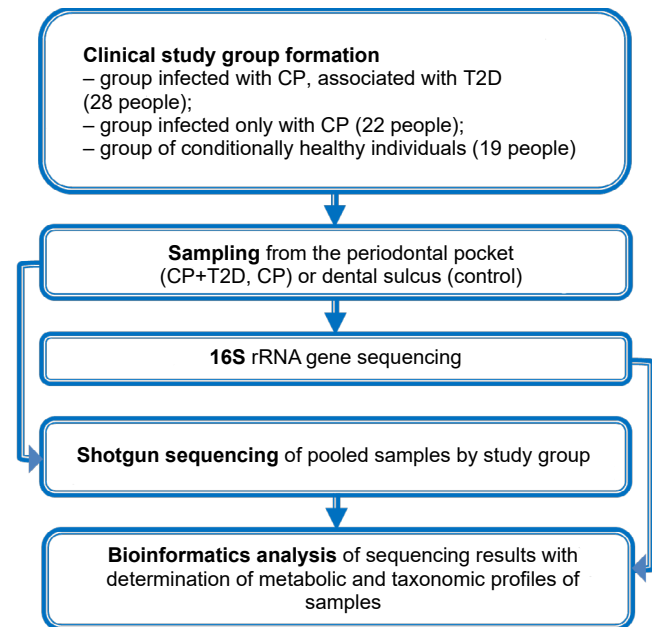 Clinical study group formation
– group infected with CP, associated with T2D
(28 people);
– group infected only with CP (22 people);
– group of conditionally healthy individuals (19 people)
Sampling from the periodontal pocket
(CP+T2D, CP) or dental sulcus (control)
16S rRNA gene sequencing
Shotgun sequencing of pooled samples by study group
Bioinformatics analysis of sequencing results with
determination of metabolic and taxonomic profiles of
samples